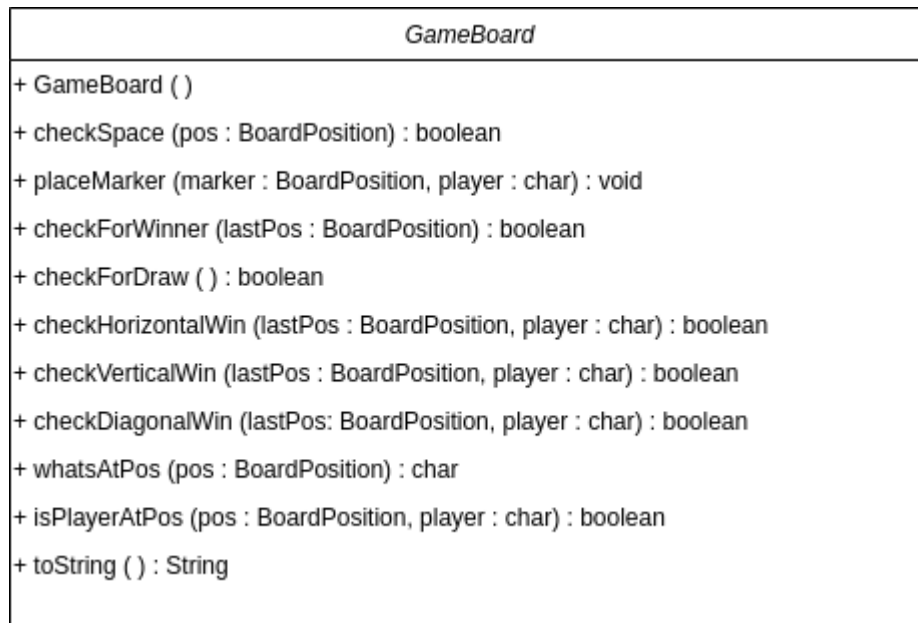 GameBoard
+ GameBoard ( )
+ checkSpace (pos : BoardPosition) : boolean
+ placeMarker (marker : BoardPosition, player : char) : void
+ checkForWinner (lastPos : BoardPosition) : boolean
+ checkForDraw ( ) : boolean
+ checkHorizontalWin (lastPos : BoardPosition, player : char) : boolean
+ checkVerticalWin (lastPos : BoardPosition, player : char) : boolean
+ checkDiagonalWin (lastPos: BoardPosition, player : char) : boolean
+ whatsAtPos (pos : BoardPosition) : char
+ isPlayerAtPos (pos : BoardPosition, player : char) : boolean
+ toString ( ) : String